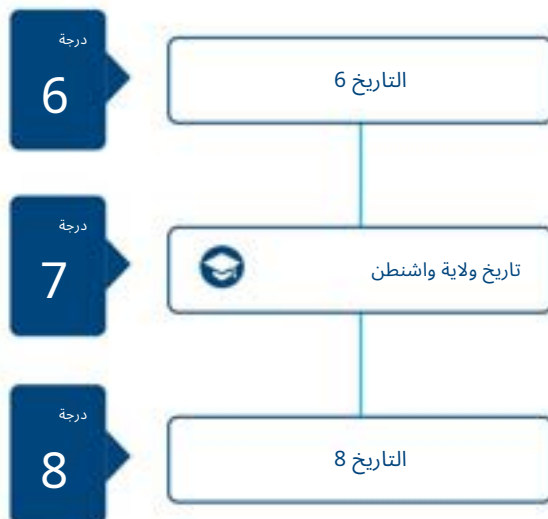 درجة
6
التاريخ 6
درجة
7
تاريخ ولاية واشنطن
درجة
8
التاريخ 8